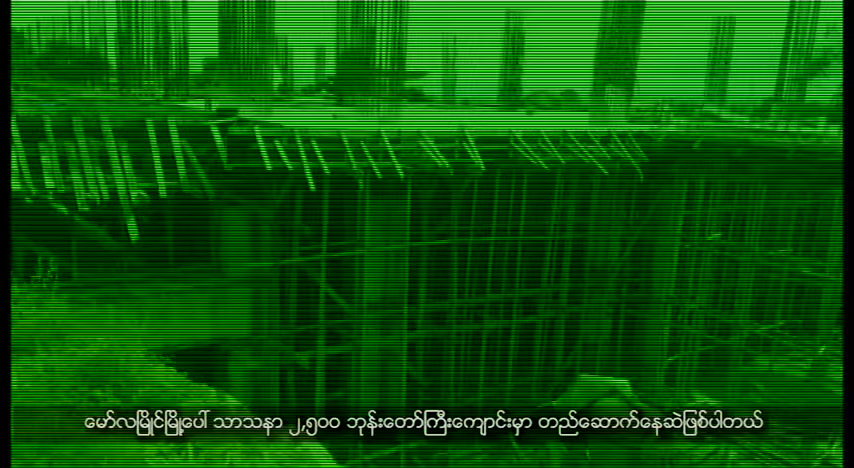 မော်လမြိုင်မြို့ပေါ် သာသနာ ၂,၅၀၀ ဘုန်းတော်ကြီးကျောင်းမှာ တည်ဆောက်နေဆဲဖြစ်ပါတယ်